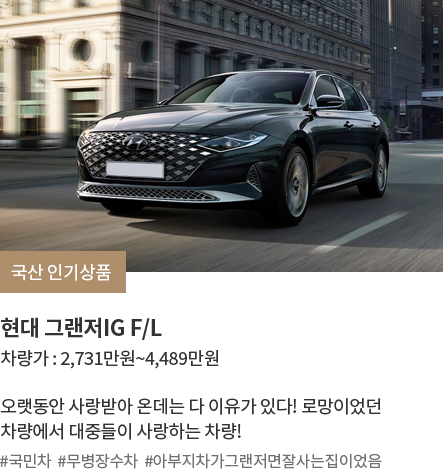 국산 인기상품
현대 그랜저IG F/L
차량가 : 2,731만원~4,489만원
오랫동안 사랑받아 온데는 다 이유가 있다! 로망이었던
차량에서 대중들이 사랑하는 차량!
#국민차 #무병장수차 #아부지차가그랜저면잘사는집이었음